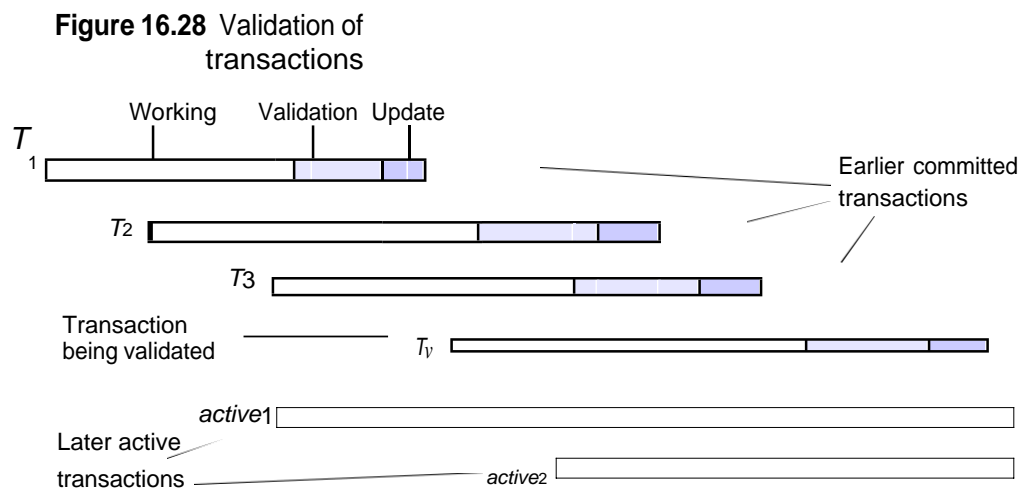 Figure 16.28 Validation of
transactions
Working Validation Update
T
1
Earlier committed
transactions
T2
T3
Transaction
being validated
Tv
active1
Later active
transactions
active2